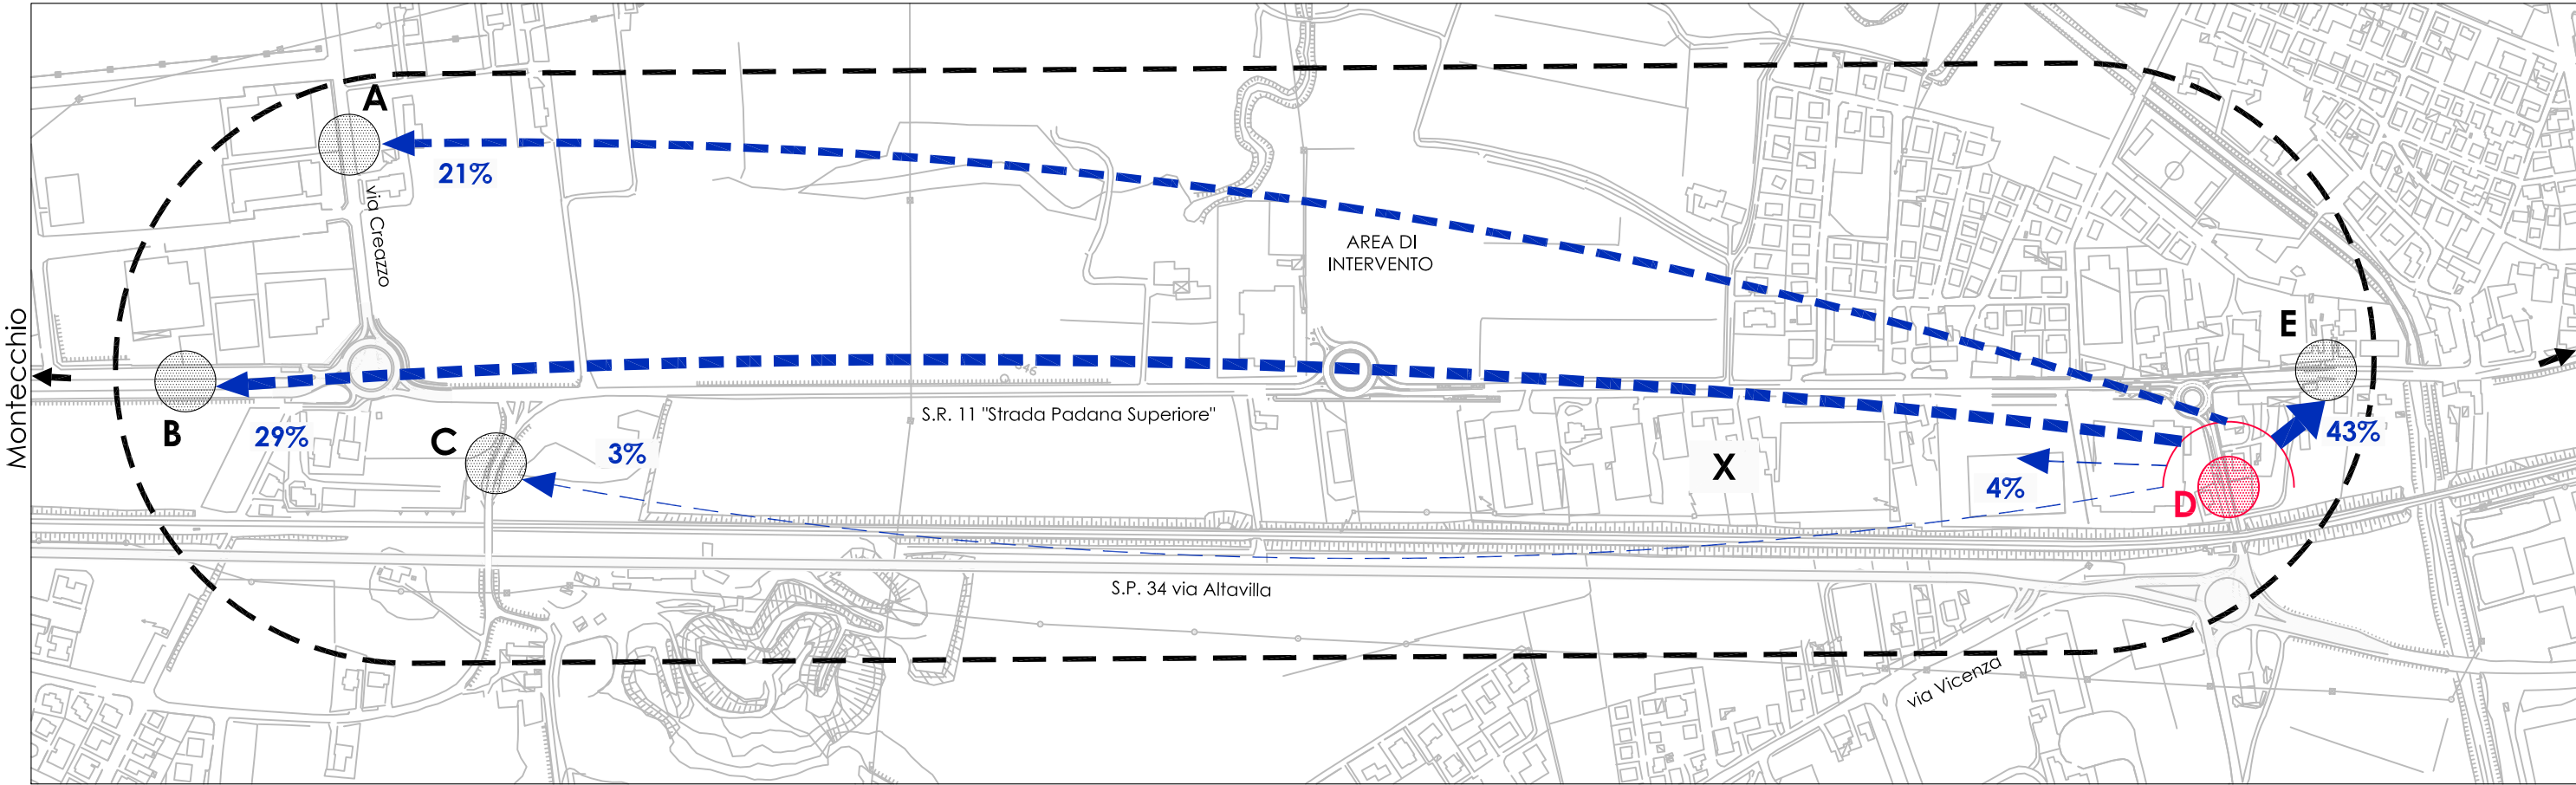 A
21%
via Creazzo
AREA DI
INTERVENTO
Montecchio
E
B
29%
C
3%
S.R. 11 "Strada Padana Superiore"
X
4%
D
43%
S.P. 34 via Altavilla
via Vicenza